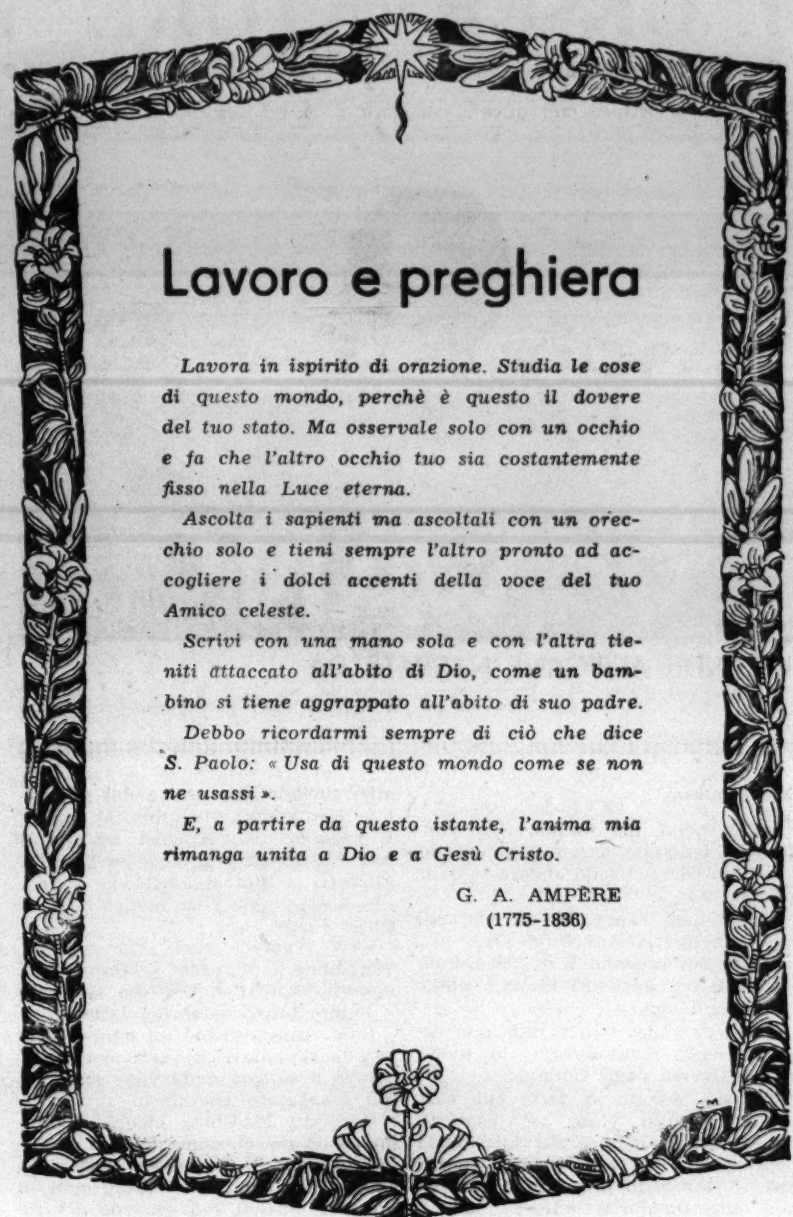 Lavoro e preghiera
Lavora in ispirito di orazione. Studia le cose
di questo mondo, perchè è questo il dovere
del tuo stato. Ma osservale solo con un occhio
e fa che l'altro occhio tuo sia costantemente
fisso nella Luce eterna.
Ascolta i sapienti ma ascoltali con un orec-
chio solo e tieni sempre l'altro pronto ad ac-
cogliere i dolci accenti della voce del tuo
Amico celeste.
Scrivi con una mano sola e con l'altra tie-
niti attaccato all'abito di Dio, come un bam-
bino si tiene aggrappato all'abito di suo padre.
Debbo ricordarmi sempre di ciò che dice
S. Paolo: « Usa di questo mondo come se non
ne usassi ».
E, a partire da questo istante, l'anima mia
rimanga unita a Dio e a Gesù Cristo.
G. A. AMPÈRE
(1775-1836)
CM